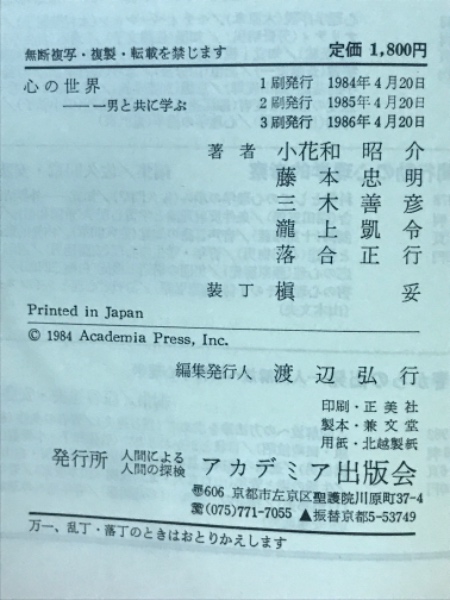 無断複写・複製・転載を禁じます 定価 1,800円
心の世界 1刷発行 1984年4月20日
——一男と共に学ぶ 2刷発行 1985年4月20日
3刷発行 1986年4月20日
著者 小花和昭介
藤本忠明
三木善彦
瀧上凱令
落合正行
装丁 槇妥
Printed in Japan
© 1984 Academia Press, Inc.
編集発行人 渡辺弘行
印刷・正美社
製本・兼文堂
用紙・北越製紙
発行所 人間による人間の探検 アカデミア出版会
〒606 京都市左京区聖護院川原町37-4
☎(075)771-7055 ▲振替京都5-53749
万一、乱丁・落丁のときはおとりかえします